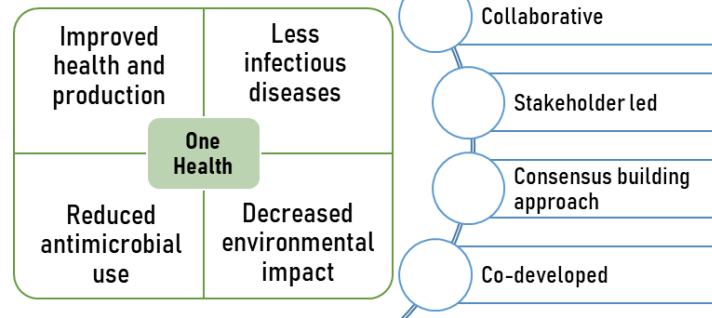 Improved
health and
production
Less
infectious
diseases
One
Health
Reduced
antimicrobial
use
Decreased
environmental
impact
Collaborative
Stakeholder led
Consensus building
approach
Co-developed